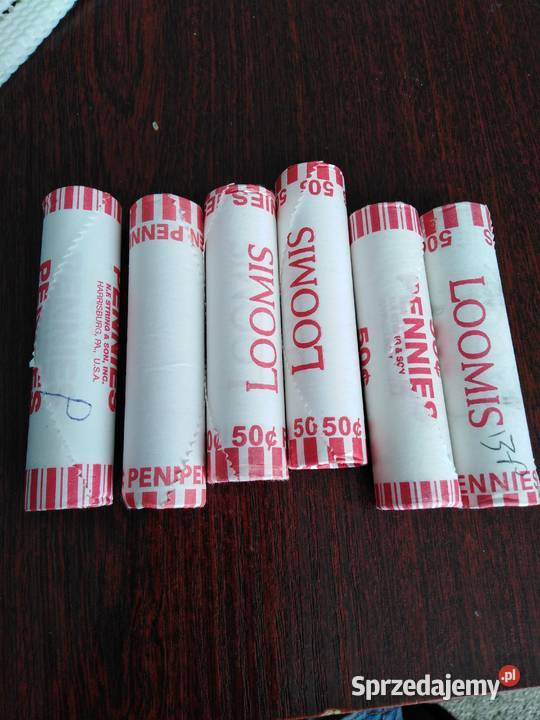 PENNIES
N.F. STRING & SON, INC.
HARRISBURG, PA., U.S.A.
P
PENNIES
PENNIES
LOOMIS
50¢
50¢
LOOMIS
50¢
50¢
PENNIES
50¢
50¢
LOOMIS
PENNIES
Sprzedajemy.pl